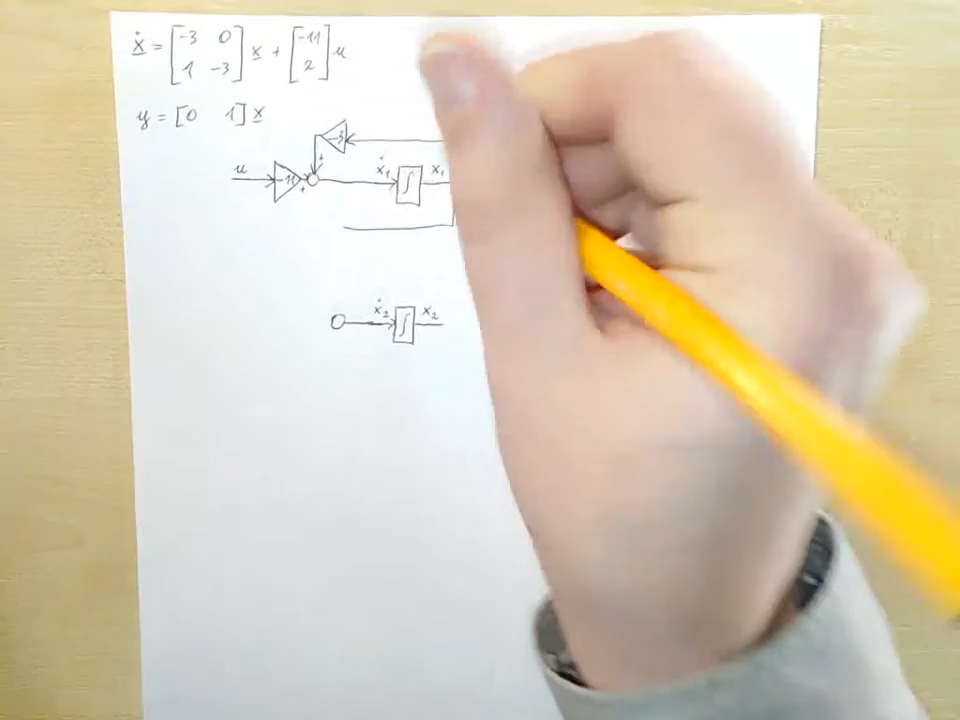 ẋ = [-3 0; 1 -3] x + [-11; 2] u
y = [0 1] x
-3
u -11 + + ẋ₁ ∫ x₁
ẋ₂ ∫ x₂